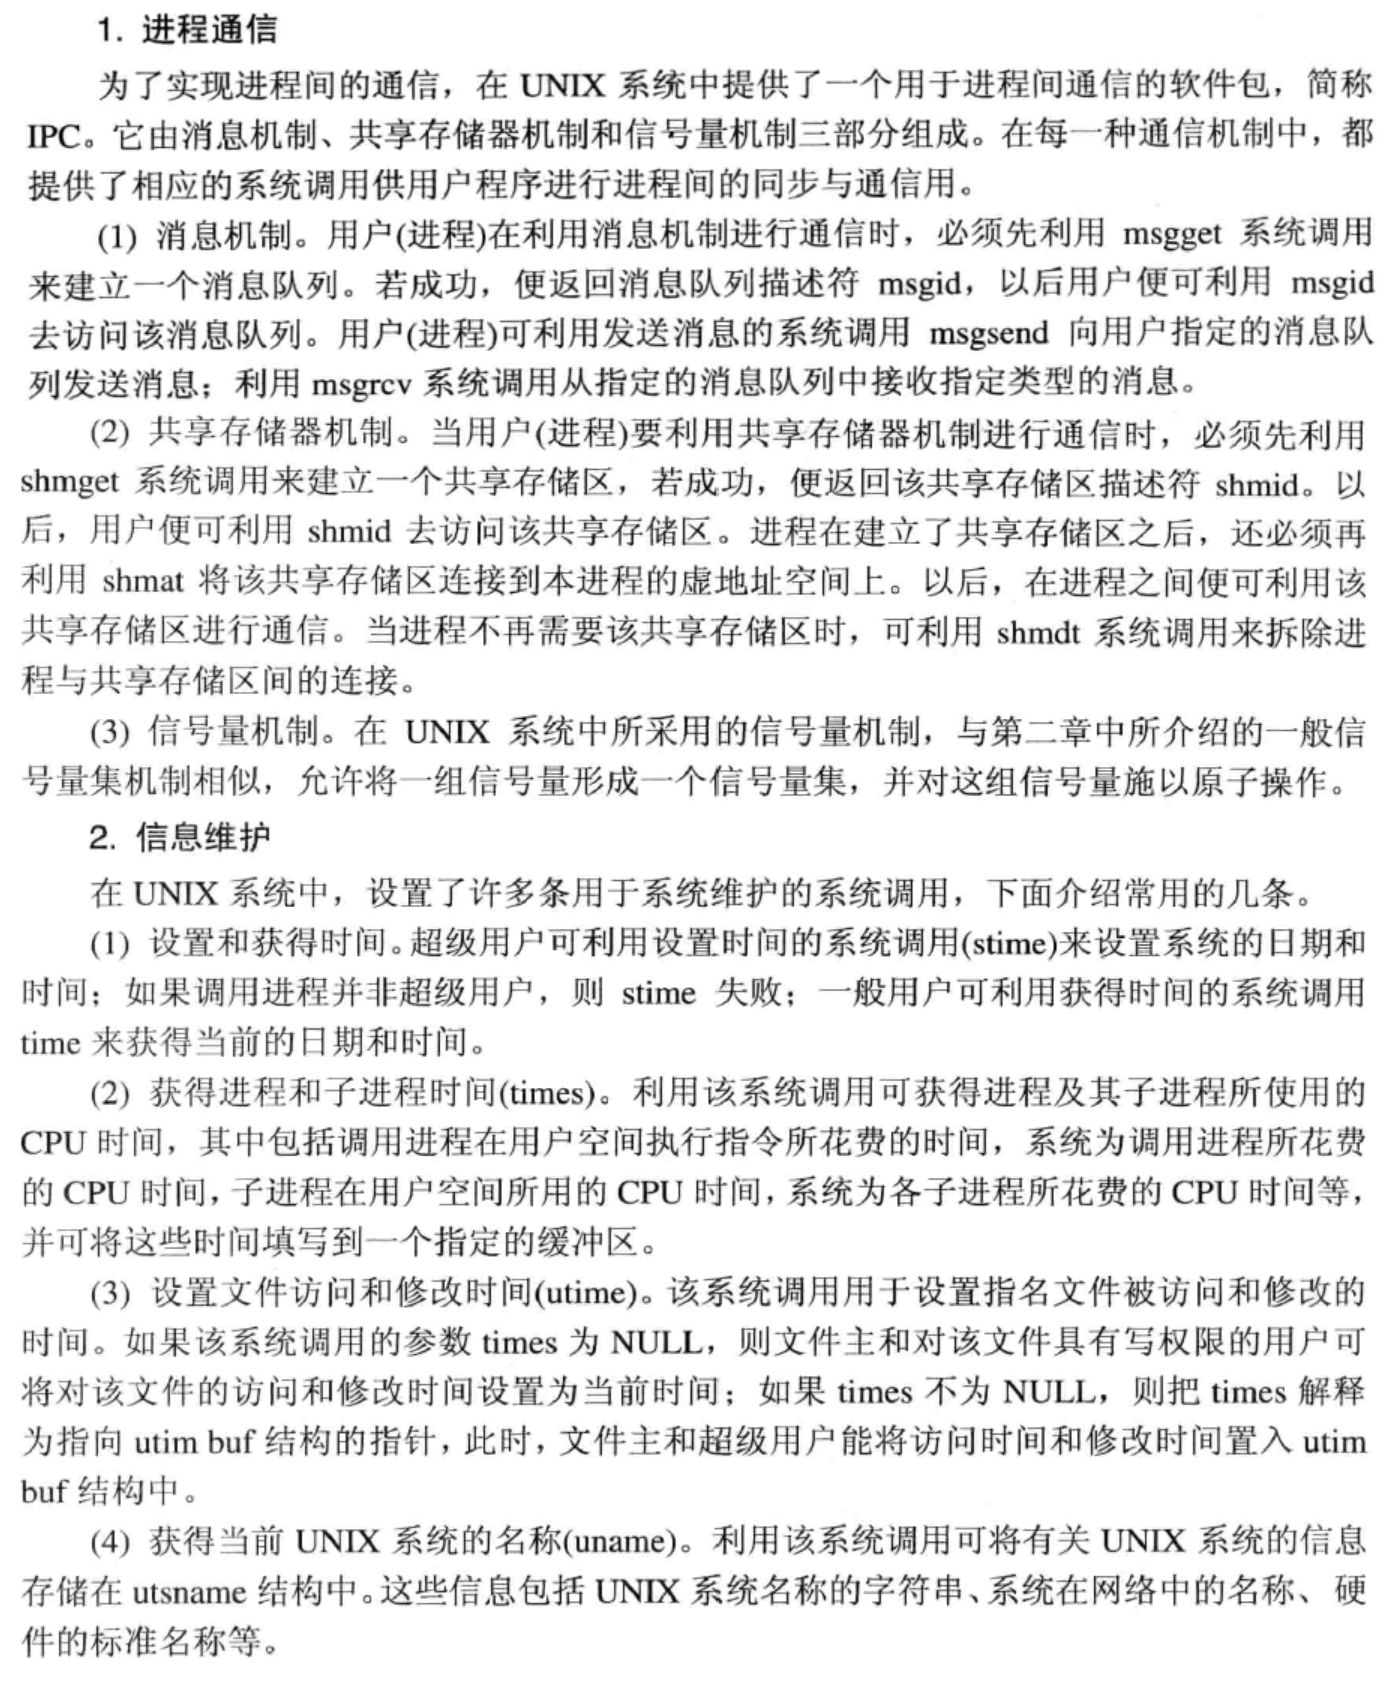 1. 进程通信
为了实现进程间的通信，在 UNIX 系统中提供了一个用于进程间通信的软件包，简称
IPC。它由消息机制、共享存储器机制和信号量机制三部分组成。在每一种通信机制中，都
提供了相应的系统调用供用户程序进行进程间的同步与通信用。
(1) 消息机制。用户(进程)在利用消息机制进行通信时，必须先利用 msgget 系统调用
来建立一个消息队列。若成功，便返回消息队列描述符 msgid，以后用户便可利用 msgid
去访问该消息队列。用户(进程)可利用发送消息的系统调用 msgsend 向用户指定的消息队
列发送消息；利用 msgrcv 系统调用从指定的消息队列中接收指定类型的消息。
(2) 共享存储器机制。当用户(进程)要利用共享存储器机制进行通信时，必须先利用
shmget 系统调用来建立一个共享存储区，若成功，便返回该共享存储区描述符 shmid。以
后，用户便可利用 shmid 去访问该共享存储区。进程在建立了共享存储区之后，还必须再
利用 shmat 将该共享存储区连接到本进程的虚地址空间上。以后，在进程之间便可利用该
共享存储区进行通信。当进程不再需要该共享存储区时，可利用 shmdt 系统调用来拆除进
程与共享存储区间的连接。
(3) 信号量机制。在 UNIX 系统中所采用的信号量机制，与第二章中所介绍的一般信
号量集机制相似，允许将一组信号量形成一个信号量集，并对这组信号量施以原子操作。
2. 信息维护
在 UNIX 系统中，设置了许多条用于系统维护的系统调用，下面介绍常用的几条。
(1) 设置和获得时间。超级用户可利用设置时间的系统调用(stime)来设置系统的日期和
时间；如果调用进程并非超级用户，则 stime 失败；一般用户可利用获得时间的系统调用
time 来获得当前的日期和时间。
(2) 获得进程和子进程时间(times)。利用该系统调用可获得进程及其子进程所使用的
CPU 时间，其中包括调用进程在用户空间执行指令所花费的时间，系统为调用进程所花费
的 CPU 时间，子进程在用户空间所用的 CPU 时间，系统为各子进程所花费的 CPU 时间等，
并可将这些时间填写到一个指定的缓冲区。
(3) 设置文件访问和修改时间(utime)。该系统调用用于设置指名文件被访问和修改的
时间。如果该系统调用的参数 times 为 NULL，则文件主和对该文件具有写权限的用户可
将对该文件的访问和修改时间设置为当前时间；如果 times 不为 NULL，则把 times 解释
为指向 utim buf 结构的指针，此时，文件主和超级用户能将访问时间和修改时间置入 utim
buf 结构中。
(4) 获得当前 UNIX 系统的名称(uname)。利用该系统调用可将有关 UNIX 系统的信息
存储在 utsname 结构中。这些信息包括 UNIX 系统名称的字符串、系统在网络中的名称、硬
件的标准名称等。